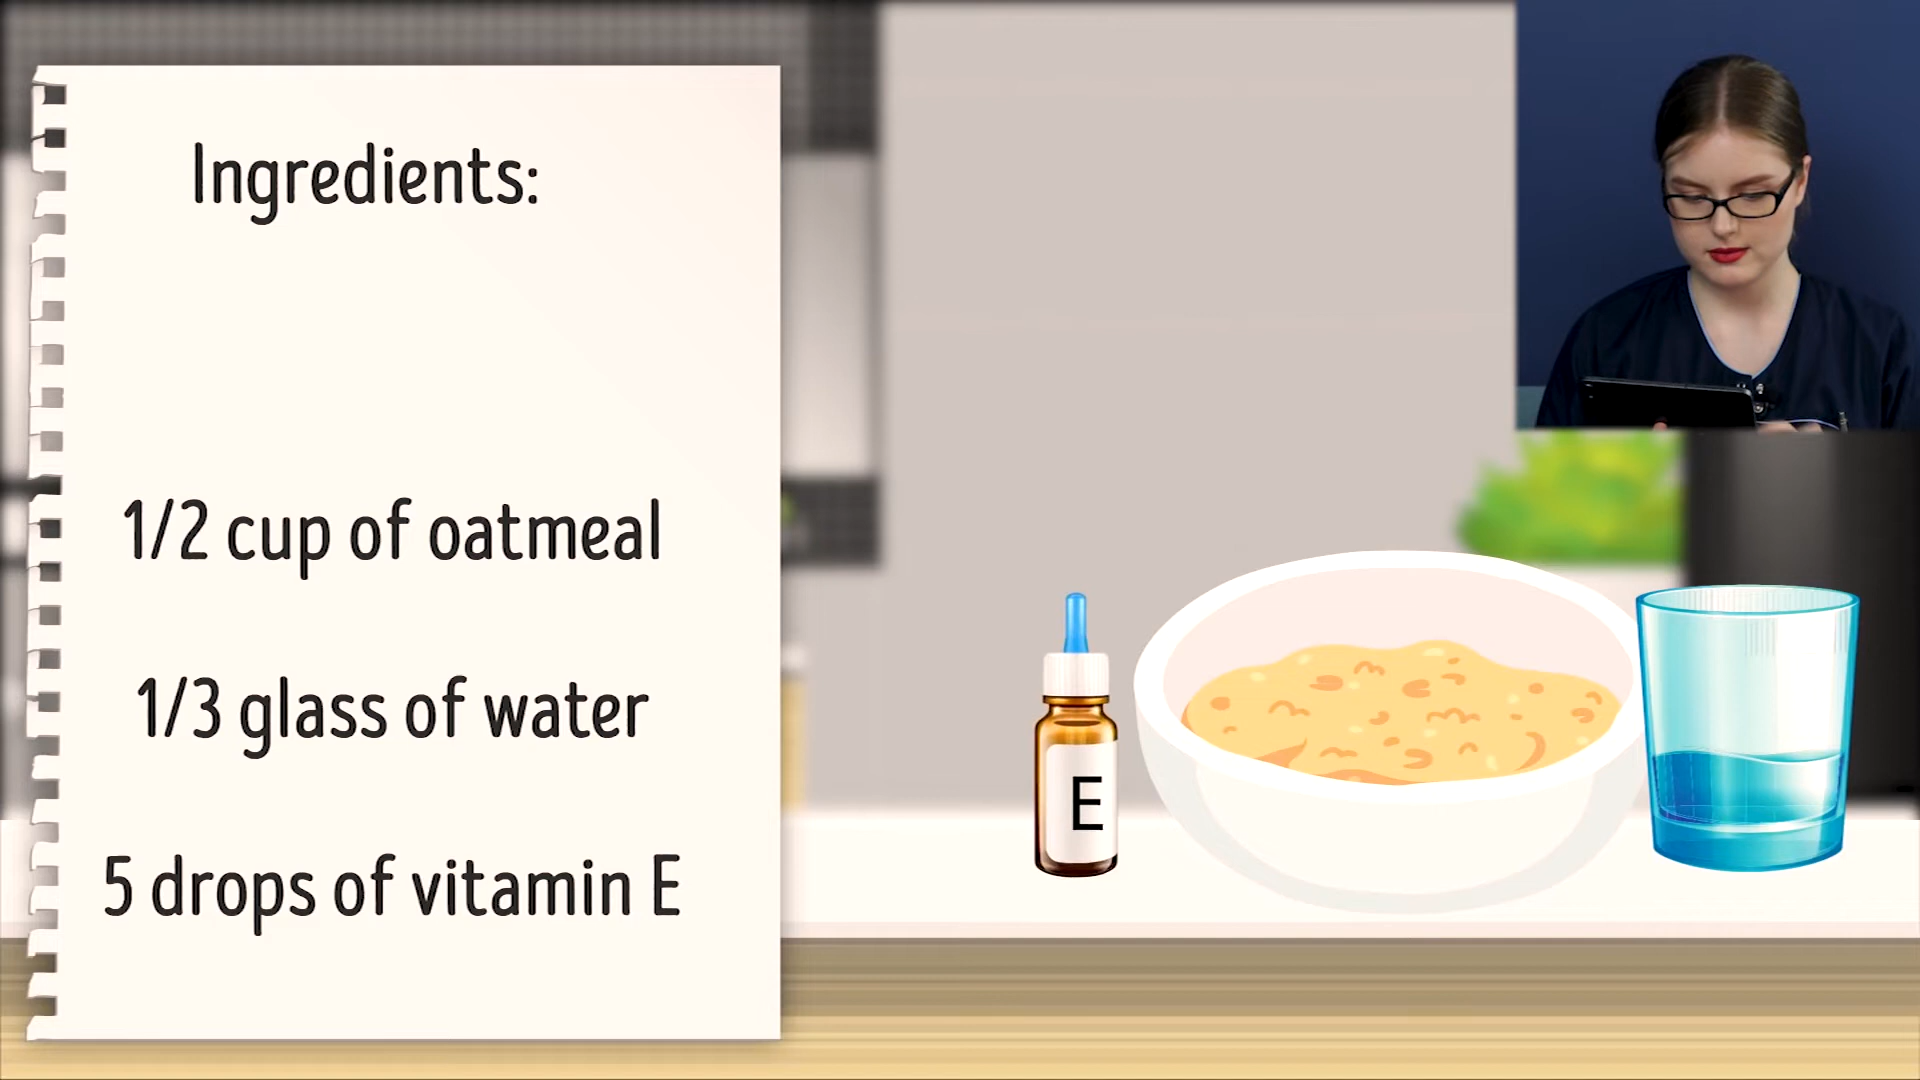 Ingredients:
1/2 cup of oatmeal
1/3 glass of water
5 drops of vitamin E
E